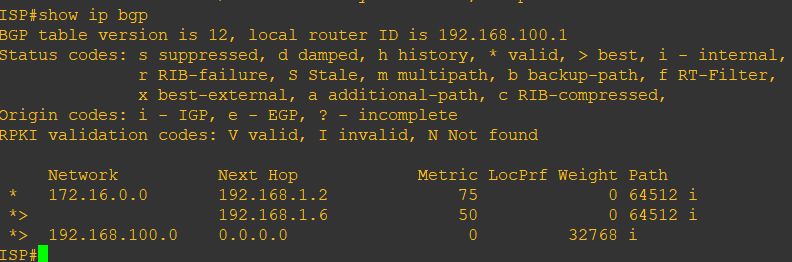 ISP#show ip bgp
BGP table version is 12, local router ID is 192.168.100.1
Status codes: s suppressed, d damped, h history, * valid, > best, i - internal,
              r RIB-failure, S Stale, m multipath, b backup-path, f RT-Filter,
              x best-external, a additional-path, c RIB-compressed,
Origin codes: i - IGP, e - EGP, ? - incomplete
RPKI validation codes: V valid, I invalid, N Not found
     Network          Next Hop            Metric LocPrf Weight Path
 *   172.16.0.0       192.168.1.2             75             0 64512 i
 *>                   192.168.1.6             50             0 64512 i
 *>  192.168.100.0    0.0.0.0                  0         32768 i
ISP#